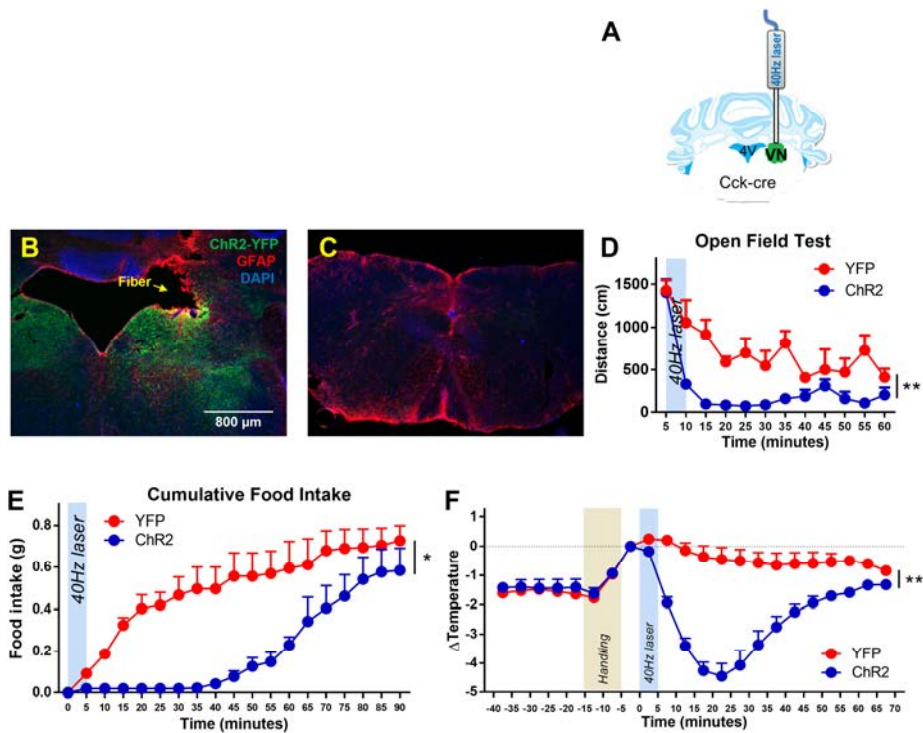 A
40Hz laser
4V
VN
Cck-cre
B
ChR2-YFP
GFAP
DAPI
Fiber
800 µm
C
D
Open Field Test
YFP
ChR2
40Hz laser
Distance (cm)
1500
1000
500
0
**
5 10 15 20 25 30 35 40 45 50 55 60
Time (minutes)
E
Cumulative Food Intake
YFP
ChR2
40Hz laser
Food intake (g)
0.8
0.6
0.4
0.2
0.0
*
0 5 10 15 20 25 30 35 40 45 50 55 60 65 70 75 80 85 90
Time (minutes)
F
ΔTemperature
0
-1
-2
-3
-4
-5
Handling
40Hz laser
**
YFP
ChR2
-40 -35 -30 -25 -20 -15 -10 -5 0 5 10 15 20 25 30 35 40 45 50 55 60 65 70
Time (minutes)